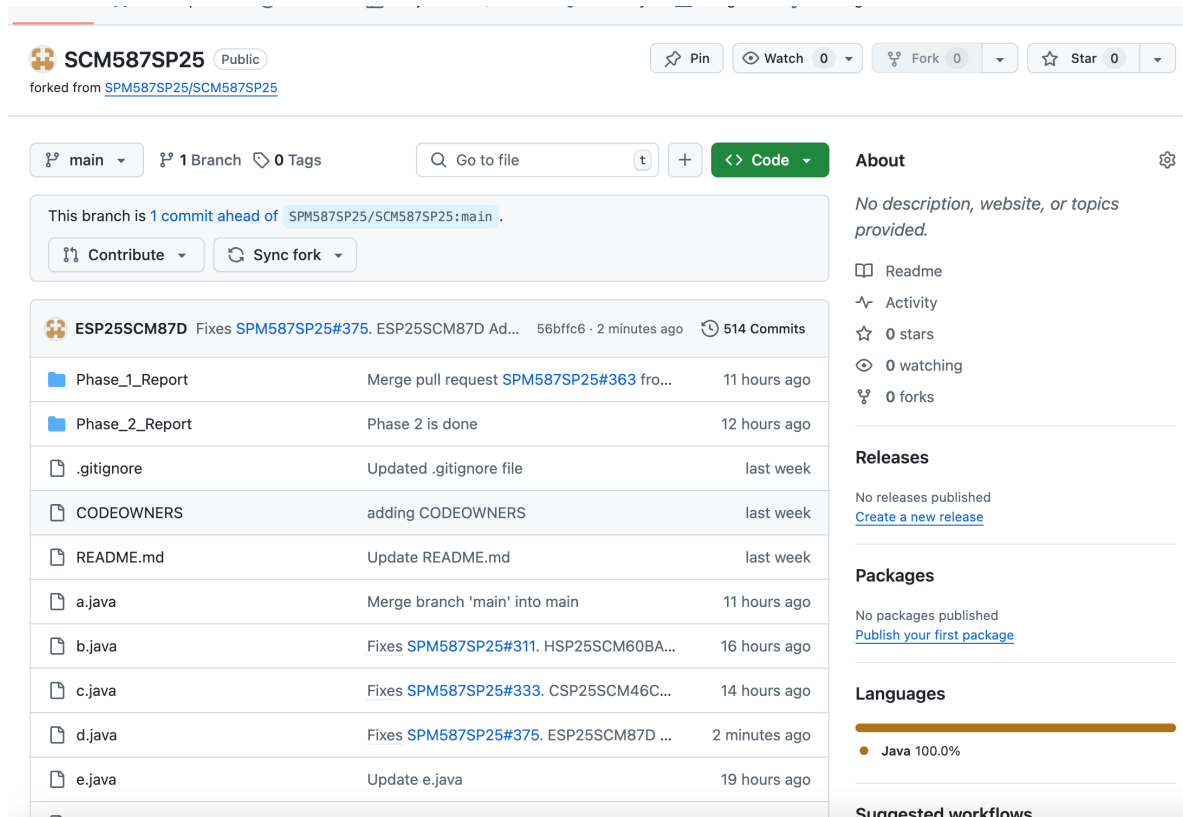 SCM587SP25 Public
Pin
Watch 0
Fork 0
Star 0
forked from SPM587SP25/SCM587SP25
main
1 Branch
0 Tags
Go to file t
+
<> Code
This branch is 1 commit ahead of SPM587SP25/SCM587SP25:main .
Contribute
Sync fork
ESP25SCM87D Fixes SPM587SP25#375. ESP25SCM87D Ad... 56bffc6 · 2 minutes ago 514 Commits
Phase_1_Report Merge pull request SPM587SP25#363 fro... 11 hours ago
Phase_2_Report Phase 2 is done 12 hours ago
.gitignore Updated .gitignore file last week
CODEOWNERS adding CODEOWNERS last week
README.md Update README.md last week
a.java Merge branch 'main' into main 11 hours ago
b.java Fixes SPM587SP25#311. HSP25SCM60BA... 16 hours ago
c.java Fixes SPM587SP25#333. CSP25SCM46C... 14 hours ago
d.java Fixes SPM587SP25#375. ESP25SCM87D ... 2 minutes ago
e.java Update e.java 19 hours ago
About
No description, website, or topics
provided.
Readme
Activity
0 stars
0 watching
0 forks
Releases
No releases published
Create a new release
Packages
No packages published
Publish your first package
Languages
Java 100.0%
Suggested workflows